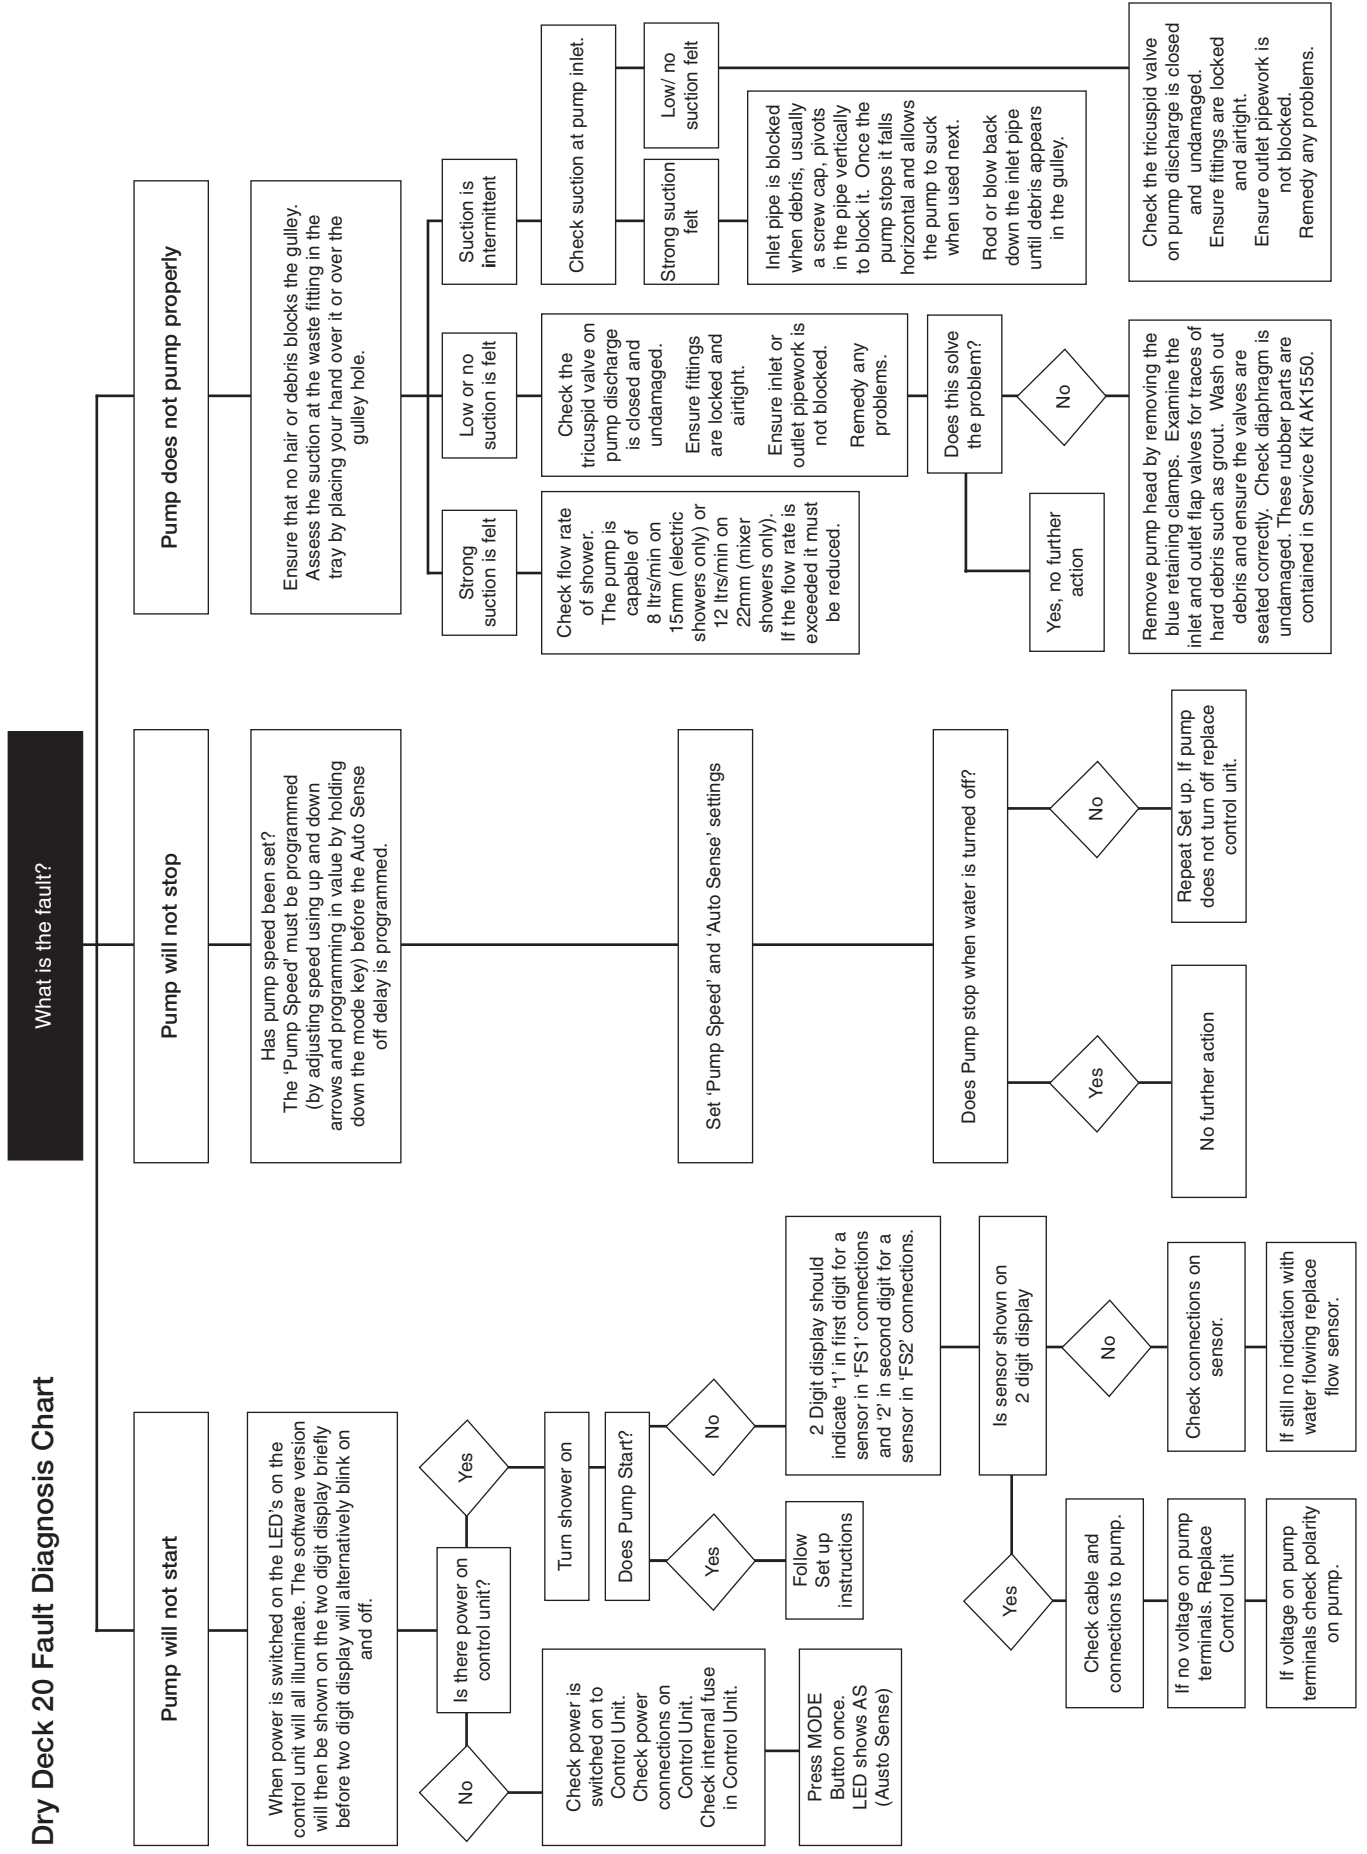 Dry Deck 20 Fault Diagnosis Chart
What is the fault?
Pump will not start
When power is switched on the LED's on the
control unit will all illuminate. The software version
will then be shown on the two digit display briefly
before two digit display will alternatively blink on
and off.
Is there power on
control unit?
No
Check power is
switched on to
Control Unit.
Check power
connections on
Control Unit.
Check internal fuse
in Control Unit.
Press MODE
Button once.
LED shows AS
(Austo Sense)
Yes
Turn shower on
Does Pump Start?
Yes
Follow
Set up
instructions
No
2 Digit display should
indicate ‘1’ in first digit for a
sensor in ‘FS1’ connections
and ‘2’ in second digit for a
sensor in ‘FS2’ connections.
Is sensor shown on
2 digit display
Yes
Check cable and
connections to pump.
If no voltage on pump
terminals. Replace
Control Unit
If voltage on pump
terminals check polarity
on pump.
No
Check connections on
sensor.
If still no indication with
water flowing replace
flow sensor.
Pump will not stop
Has pump speed been set?
The ‘Pump Speed’ must be programmed
(by adjusting speed using up and down
arrows and programming in value by holding
down the mode key) before the Auto Sense
off delay is programmed.
Set ‘Pump Speed’ and ‘Auto Sense’ settings
Does Pump stop when water is turned off?
Yes
No further action
No
Repeat Set up. If pump
does not turn off replace
control unit.
Pump does not pump properly
Ensure that no hair or debris blocks the gulley.
Assess the suction at the waste fitting in the
tray by placing your hand over it or over the
gulley hole.
Strong
suction is felt
Check flow rate
of shower.
The pump is
capable of
8 ltrs/min on
15mm (electric
showers only) or
12 ltrs/min on
22mm (mixer
showers only).
If the flow rate is
exceeded it must
be reduced.
Low or no
suction is felt
Check the
tricuspid valve on
pump discharge
is closed and
undamaged.
Ensure fittings
are locked and
airtight.
Ensure inlet or
outlet pipework is
not blocked.
Remedy any
problems.
Does this solve
the problem?
Yes, no further
action
No
Remove pump head by removing the
blue retaining clamps. Examine the
inlet and outlet flap valves for traces of
hard debris such as grout. Wash out
debris and ensure the valves are
seated correctly. Check diaphragm is
undamaged. These rubber parts are
contained in Service Kit AK1550.
Suction is
intermittent
Check suction at pump inlet.
Strong suction
felt
Inlet pipe is blocked
when debris, usually
a screw cap, pivots
in the pipe vertically
to block it. Once the
pump stops it falls
horizontal and allows
the pump to suck
when used next.
Rod or blow back
down the inlet pipe
until debris appears
in the gulley.
Low/ no
suction felt
Check the tricuspid valve
on pump discharge is closed
and undamaged.
Ensure fittings are locked
and airtight.
Ensure outlet pipework is
not blocked.
Remedy any problems.